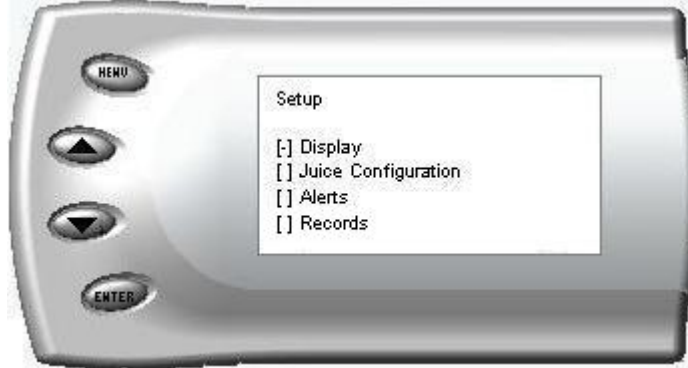 MENU
Setup
[-] Display
[ ] Juice Configuration
[ ] Alerts
[ ] Records
ENTER